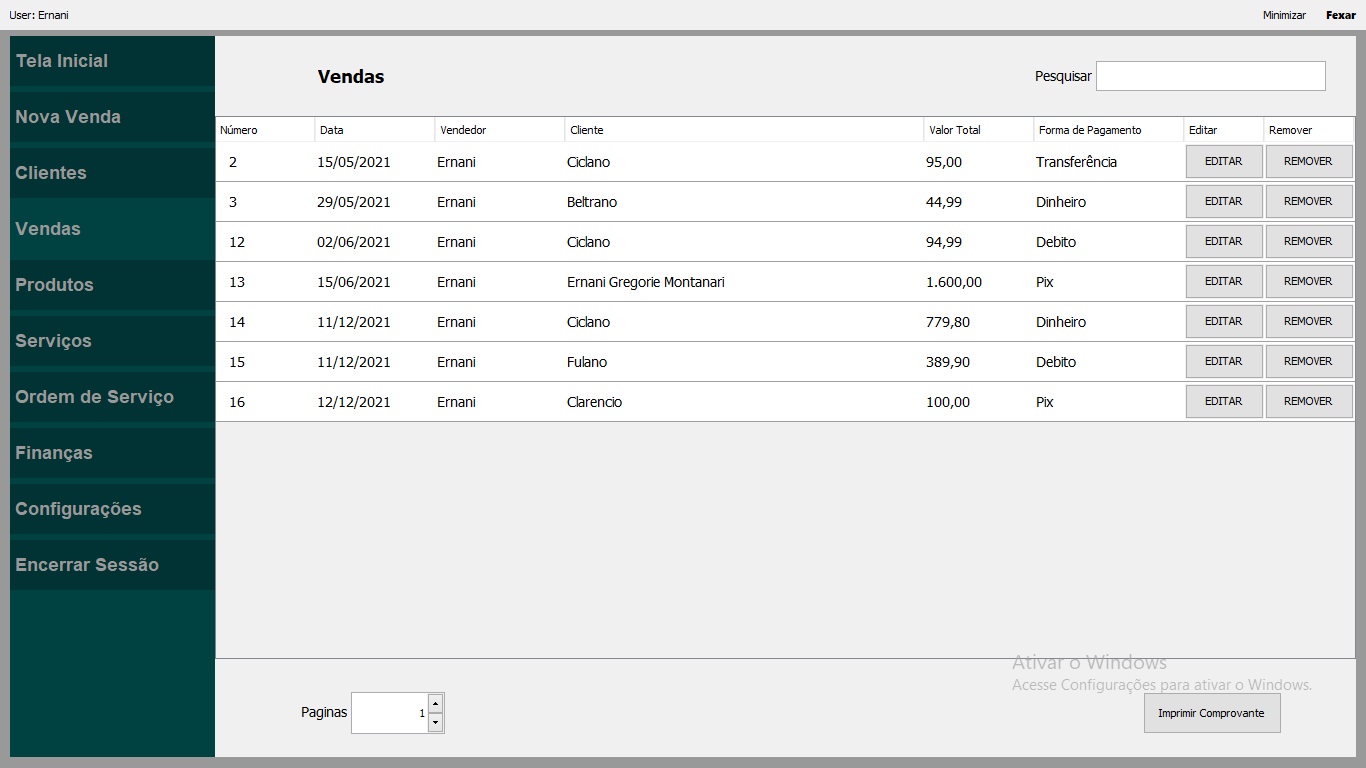 User: Ernani Minimizar Fexar
Tela Inicial
Nova Venda
Clientes
Vendas
Produtos
Serviços
Ordem de Serviço
Finanças
Configurações
Encerrar Sessão
Vendas Pesquisar
Número Data Vendedor Cliente Valor Total Forma de Pagamento Editar Remover
2 15/05/2021 Ernani Ciclano 95,00 Transferência EDITAR REMOVER
3 29/05/2021 Ernani Beltrano 44,99 Dinheiro EDITAR REMOVER
12 02/06/2021 Ernani Ciclano 94,99 Debito EDITAR REMOVER
13 15/06/2021 Ernani Ernani Gregorie Montanari 1.600,00 Pix EDITAR REMOVER
14 11/12/2021 Ernani Ciclano 779,80 Dinheiro EDITAR REMOVER
15 11/12/2021 Ernani Fulano 389,90 Debito EDITAR REMOVER
16 12/12/2021 Ernani Clarencio 100,00 Pix EDITAR REMOVER
Ativar o Windows
Acesse Configurações para ativar o Windows.
Paginas 1 Imprimir Comprovante